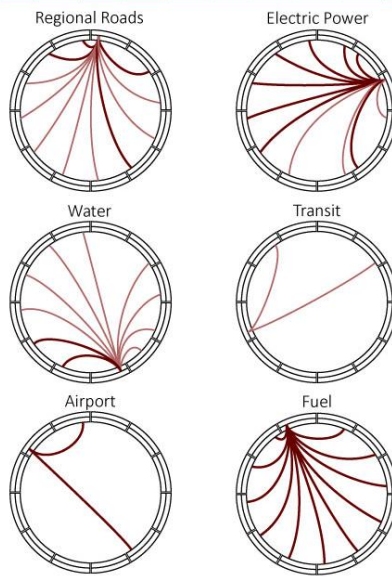 Regional Roads
Electric Power
Water
Transit
Airport
Fuel